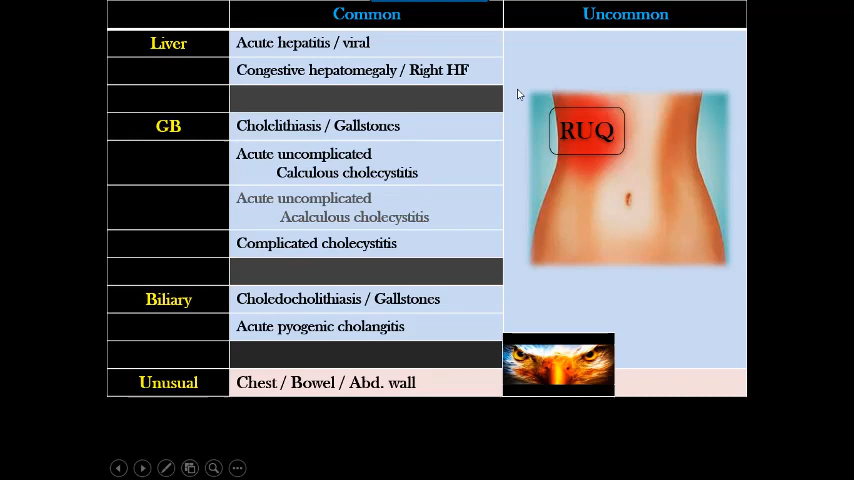 Common Uncommon
Liver Acute hepatitis / viral
Congestive hepatomegaly / Right HF
RUQ
GB Cholelithiasis / Gallstones
Acute uncomplicated
Calculous cholecystitis
Acute uncomplicated
Acalculous cholecystitis
Complicated cholecystitis
Biliary Choledocholithiasis / Gallstones
Acute pyogenic cholangitis
Unusual Chest / Bowel / Abd. wall